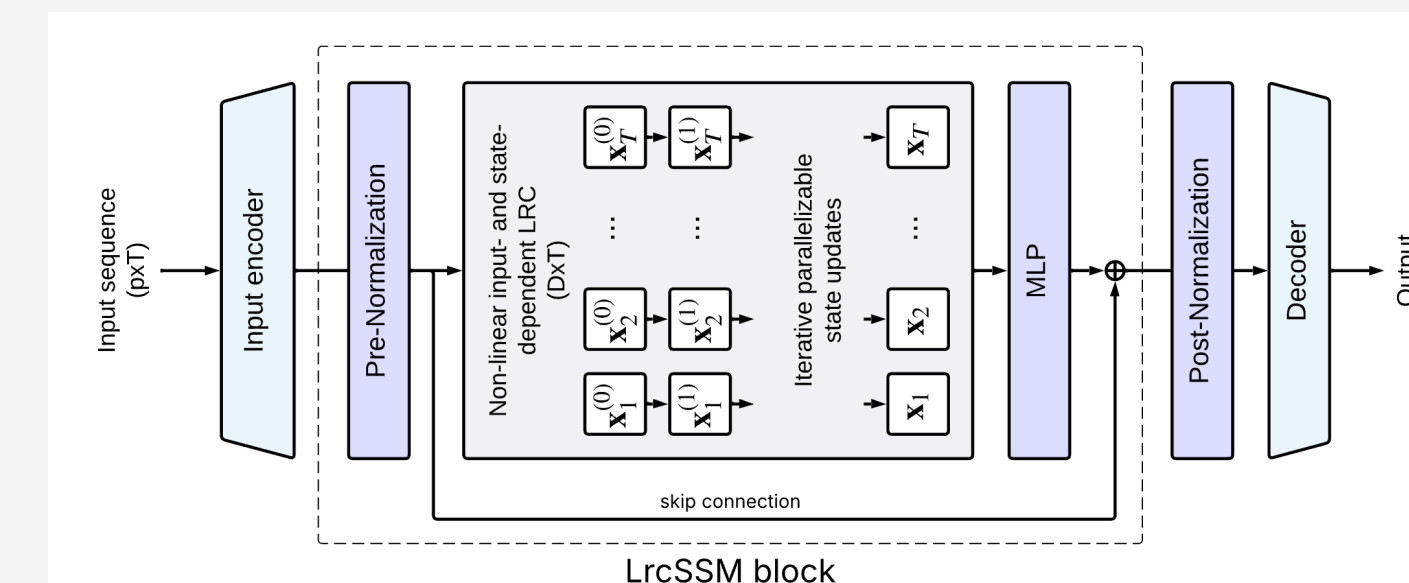 Input sequence
(pxT)
Input encoder
Pre-Normalization
Non-linear input- and state-
dependent LRC
(DxT)
x_1^{(0)}
x_2^{(0)}
...
x_T^{(0)}
x_1^{(1)}
x_2^{(1)}
...
x_T^{(1)}
Iterative parallelizable
state updates
x_1
x_2
...
x_T
MLP
⊕
Post-Normalization
Decoder
Output
skip connection
LrcSSM block